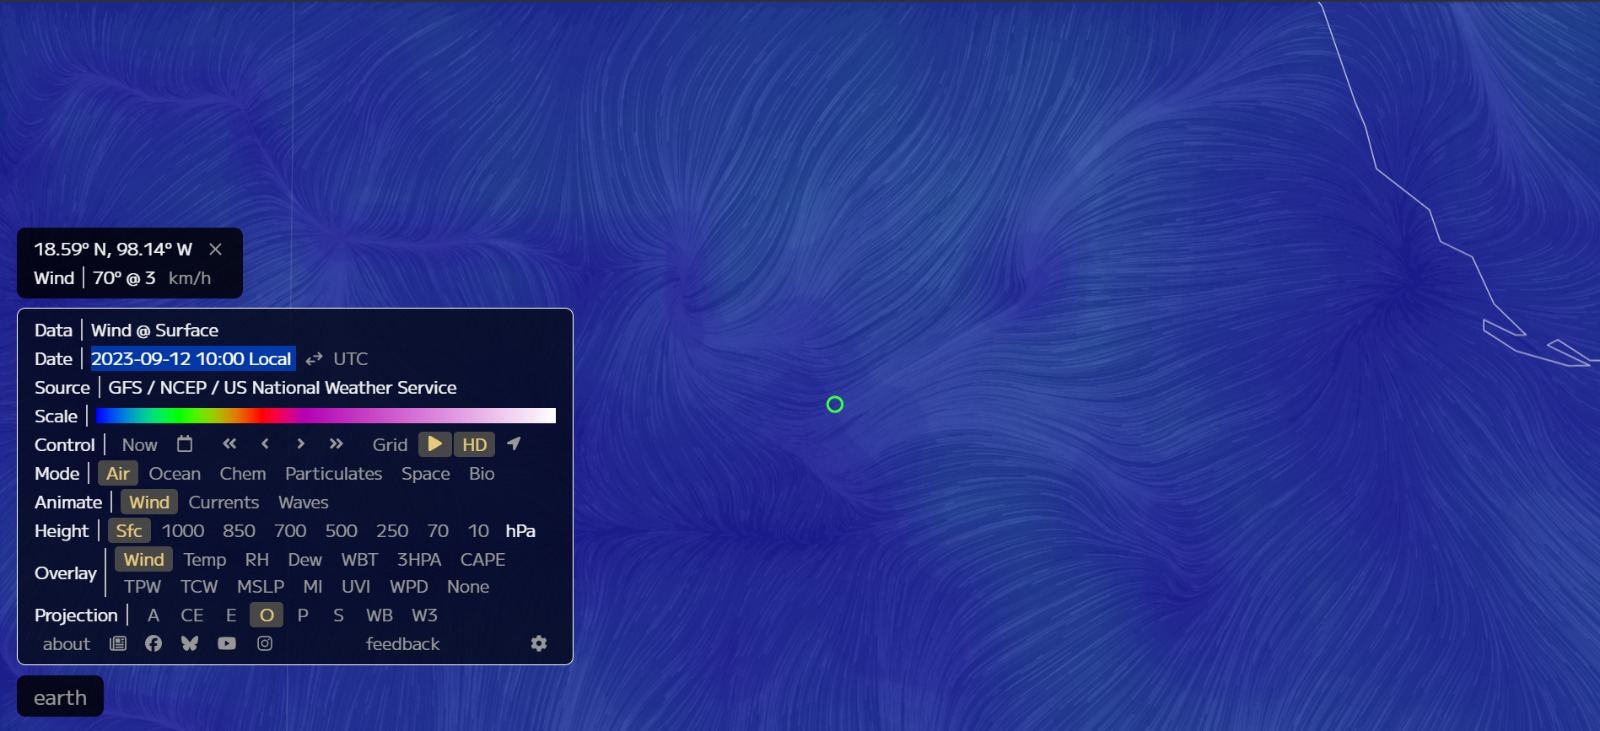 18.59° N, 98.14° W ×
Wind | 70° @ 3 km/h
Data | Wind @ Surface
Date | 2023-09-12 10:00 Local ⇄ UTC
Source | GFS / NCEP / US National Weather Service
Scale |
Control | Now « ‹ › » Grid HD
Mode | Air Ocean Chem Particulates Space Bio
Animate | Wind Currents Waves
Height | Sfc 1000 850 700 500 250 70 10 hPa
Overlay | Wind Temp RH Dew WBT 3HPA CAPE
TPW TCW MSLP MI UVI WPD None
Projection | A CE E O P S WB W3
about feedback
earth